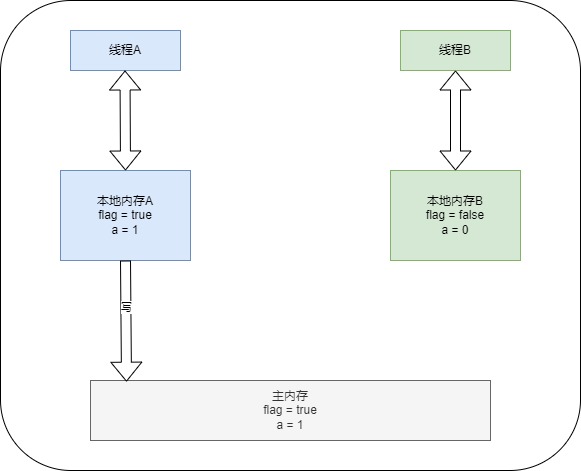 线程A
线程B
本地内存A
flag = true
a = 1
本地内存B
flag = false
a = 0
写
主内存
flag = true
a = 1